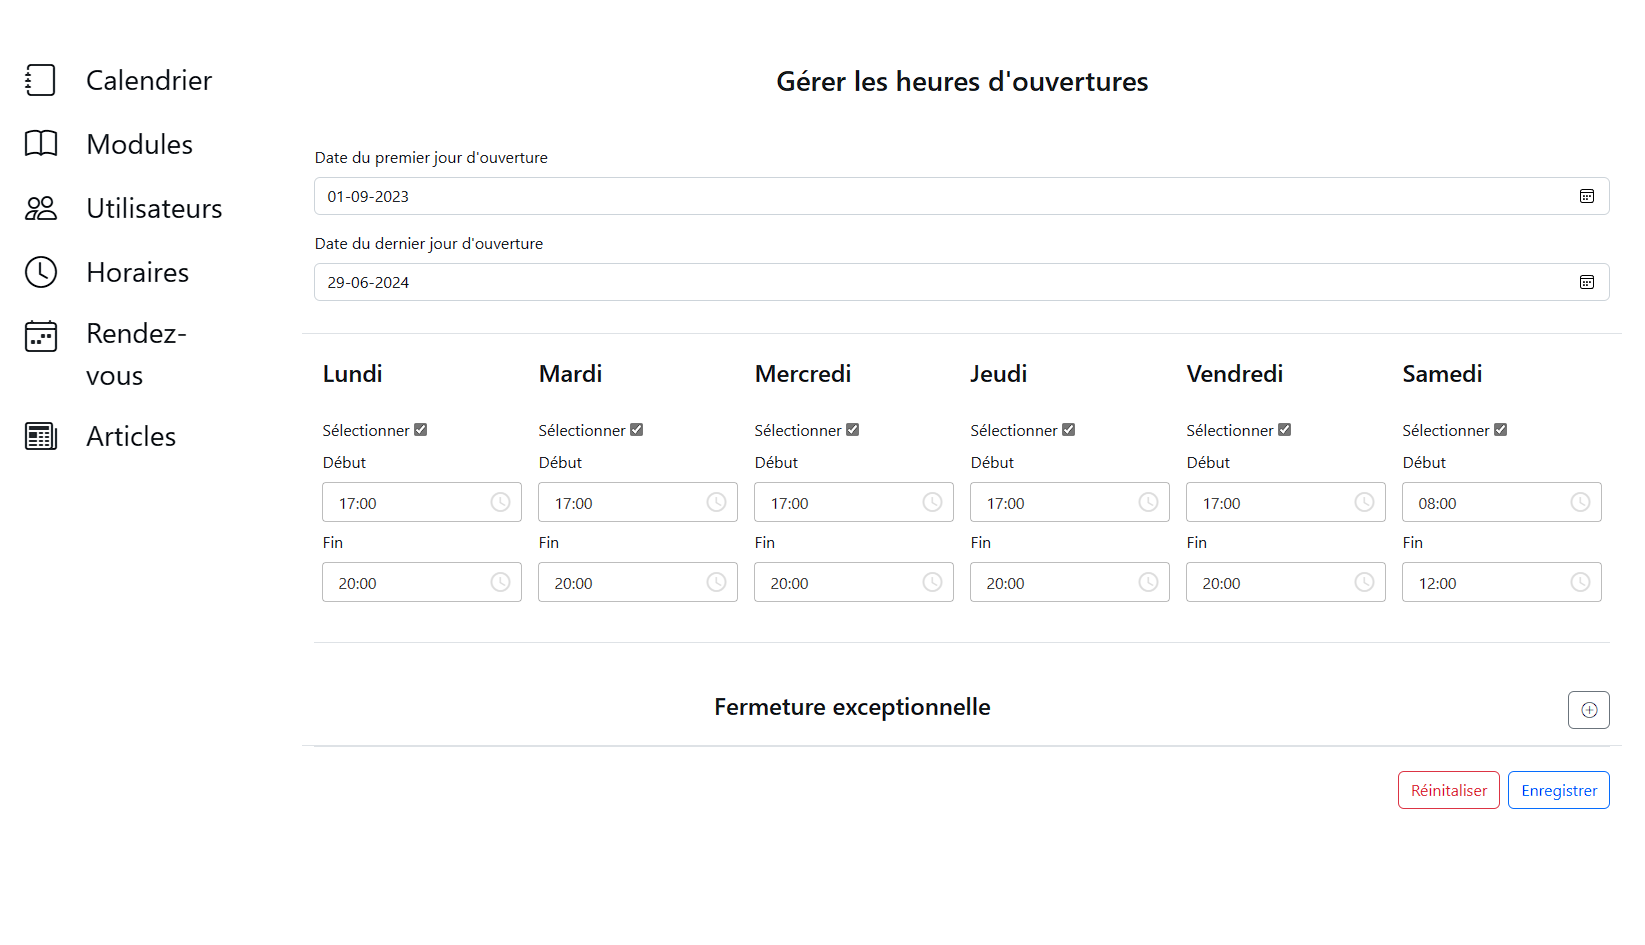 Calendrier
Modules
Utilisateurs
Horaires
Rendez-
vous
Articles
Gérer les heures d'ouvertures
Date du premier jour d'ouverture
01-09-2023
Date du dernier jour d'ouverture
29-06-2024
Lundi Mardi Mercredi Jeudi Vendredi Samedi
Sélectionner Sélectionner Sélectionner Sélectionner Sélectionner Sélectionner
Début Début Début Début Début Début
17:00 17:00 17:00 17:00 17:00 08:00
Fin Fin Fin Fin Fin Fin
20:00 20:00 20:00 20:00 20:00 12:00
Fermeture exceptionnelle
Réinitaliser Enregistrer